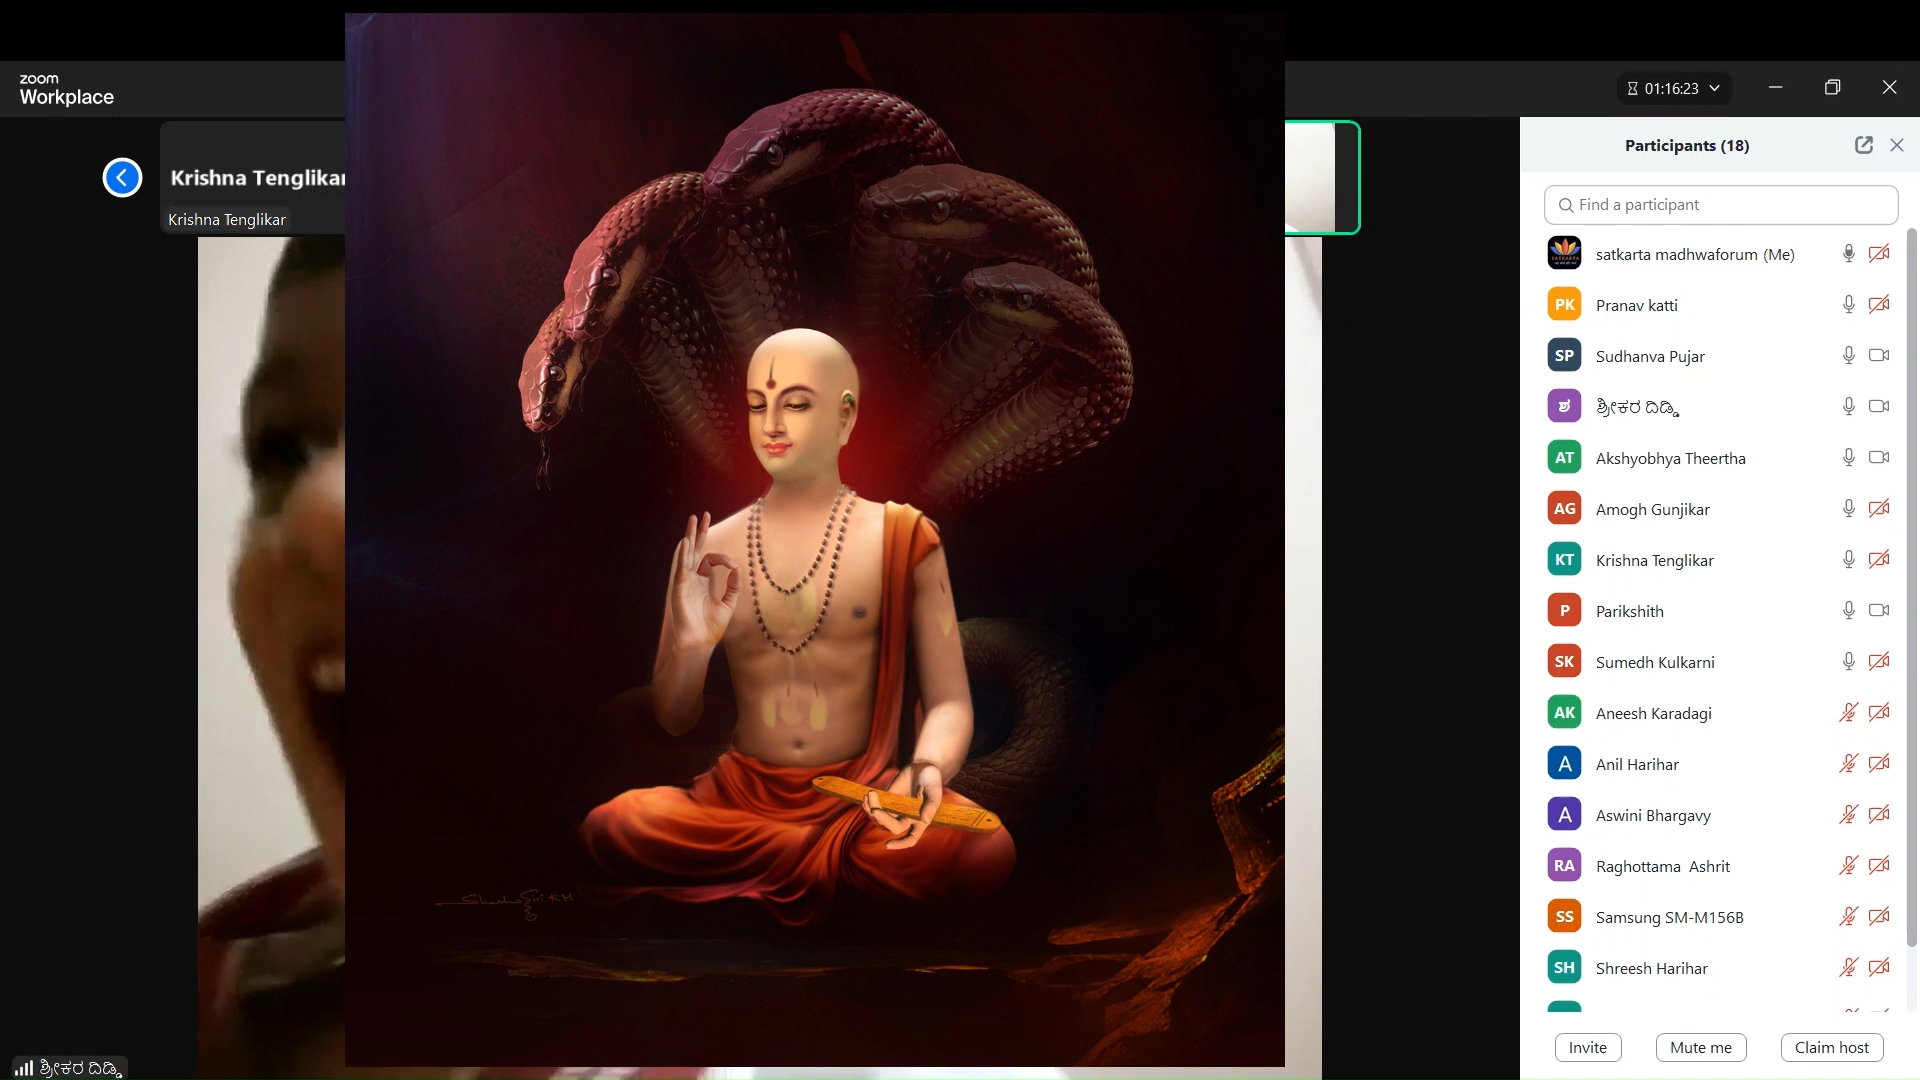 zoom
Workplace
01:16:23
Krishna Tenglikar
Krishna Tenglikar
Participants (18)
Find a participant
satkarta madhwaforum (Me)
PK Pranav katti
SP Sudhanva Pujar
ಶ್ ಶ್ರೀಕರ ದಿಡ್ಡಿ
AT Akshyobhya Theertha
AG Amogh Gunjikar
KT Krishna Tenglikar
P Parikshith
SK Sumedh Kulkarni
AK Aneesh Karadagi
A Anil Harihar
A Aswini Bhargavy
RA Raghottama Ashrit
SS Samsung SM-M156B
SH Shreesh Harihar
Invite Mute me Claim host
ಶ್ರೀಕರ ದಿಡ್ಡಿ